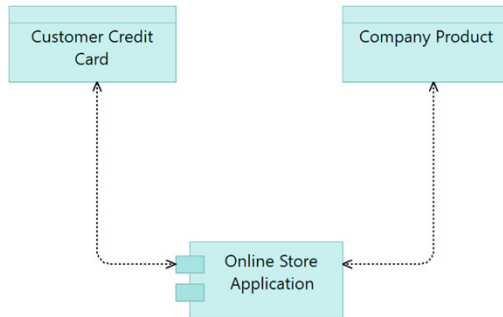 Customer Credit
Card
Company Product
Online Store
Application